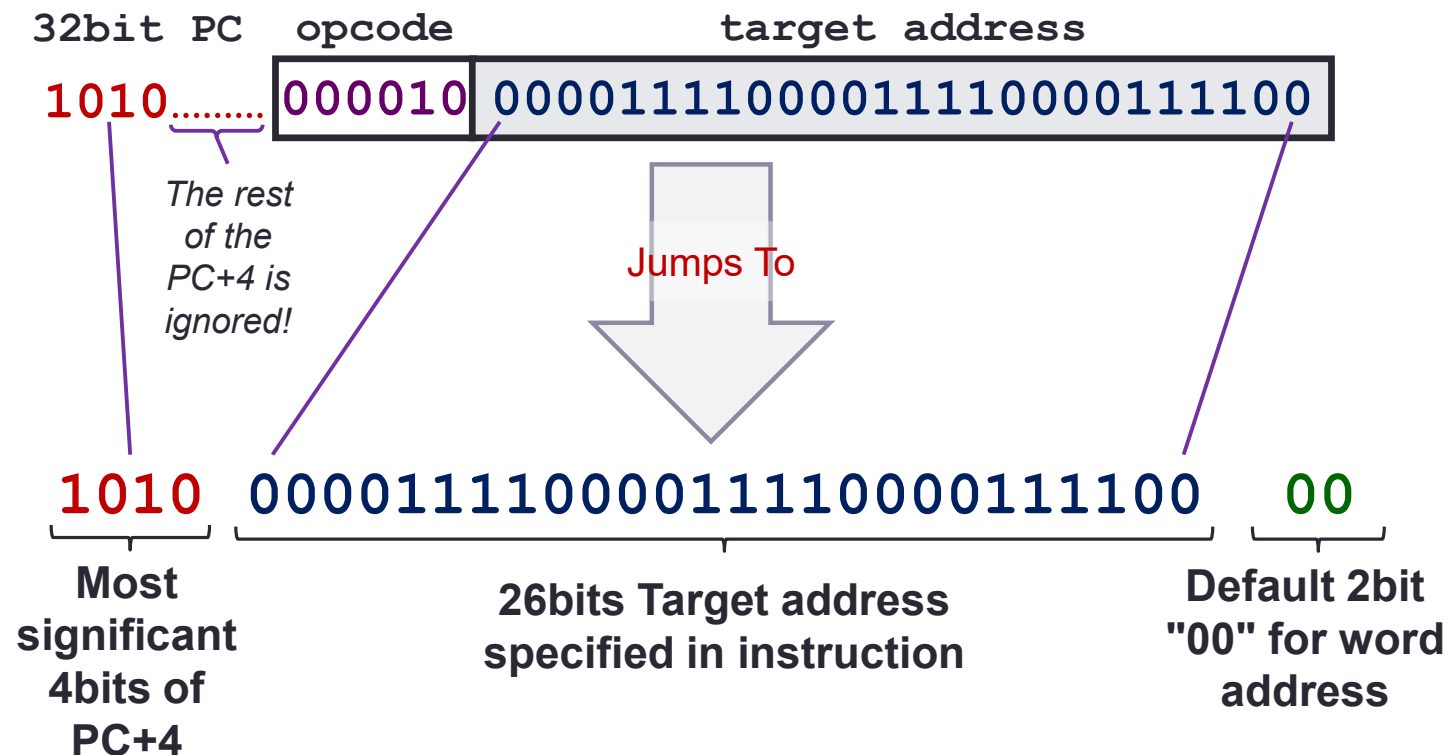 32bit PC opcode target address
1010......... 000010 00001111000011110000111100
The rest
of the
PC+4 is
ignored!
Jumps To
1010 00001111000011110000111100 00
Most
significant
4bits of
PC+4
26bits Target address
specified in instruction
Default 2bit
"00" for word
address